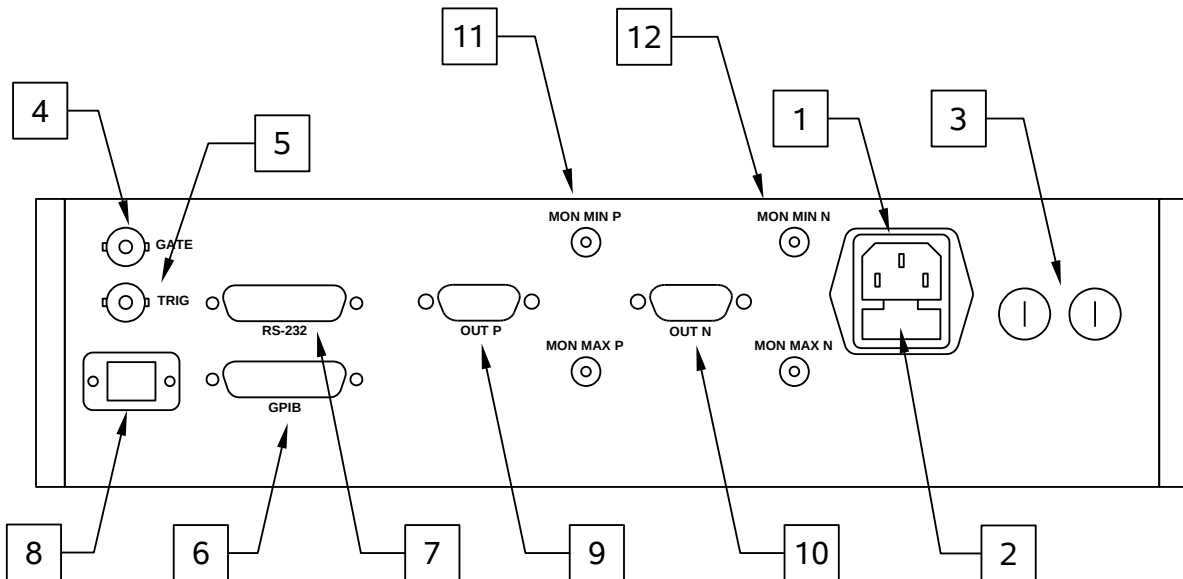 11
12
4
1
3
5
MON MIN P
MON MIN N
GATE
TRIG
RS-232
OUT P
OUT N
MON MAX P
MON MAX N
GPIB
8
6
7
9
10
2